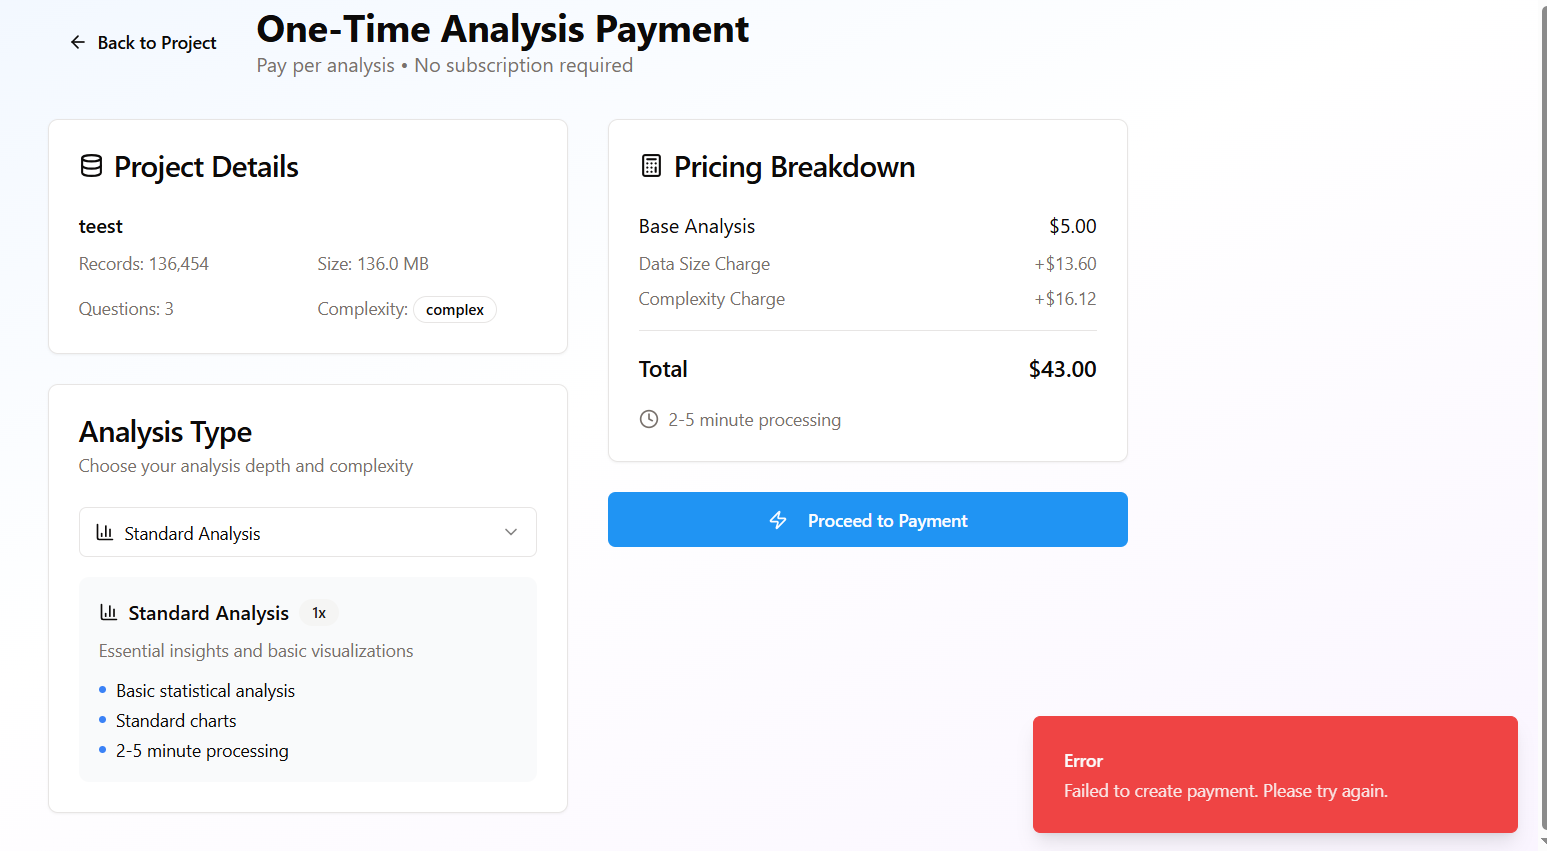 Back to Project
One-Time Analysis Payment
Pay per analysis • No subscription required
Project Details
teest
Records: 136,454
Size: 136.0 MB
Questions: 3
Complexity: complex
Analysis Type
Choose your analysis depth and complexity
Standard Analysis
Standard Analysis 1x
Essential insights and basic visualizations
Basic statistical analysis
Standard charts
2-5 minute processing
Pricing Breakdown
Base Analysis $5.00
Data Size Charge +$13.60
Complexity Charge +$16.12
Total $43.00
2-5 minute processing
Proceed to Payment
Error
Failed to create payment. Please try again.